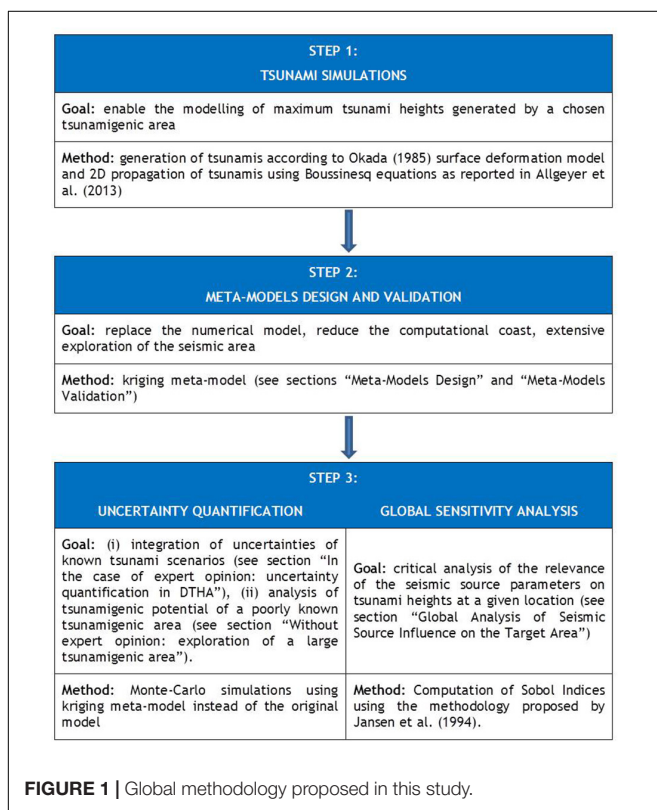 STEP 1:
TSUNAMI SIMULATIONS
Goal: enable the modelling of maximum tsunami heights generated by a chosen
tsunamigenic area
Method: generation of tsunamis according to Okada (1985) surface deformation model
and 2D propagation of tsunamis using Boussinesq equations as reported in Allgeyer et
al. (2013)
STEP 2:
META-MODELS DESIGN AND VALIDATION
Goal: replace the numerical model, reduce the computational coast, extensive
exploration of the seismic area
Method: kriging meta-model (see sections “Meta-Models Design” and “Meta-Models
Validation”)
STEP 3:
UNCERTAINTY QUANTIFICATION
Goal: (i) integration of uncertainties of
known tsunami scenarios (see section “In
the case of expert opinion: uncertainty
quantification in DTHA”), (ii) analysis of
tsunamigenic potential of a poorly known
tsunamigenic area (see section “Without
expert opinion: exploration of a large
tsunamigenic area”).
Method: Monte-Carlo simulations using
kriging meta-model instead of the original
model
GLOBAL SENSITIVITY ANALYSIS
Goal: critical analysis of the relevance
of the seismic source parameters on
tsunami heights at a given location (see
section “Global Analysis of Seismic
Source Influence on the Target Area”)
Method: Computation of Sobol Indices
using the methodology proposed by
Jansen et al. (1994).
FIGURE 1 | Global methodology proposed in this study.